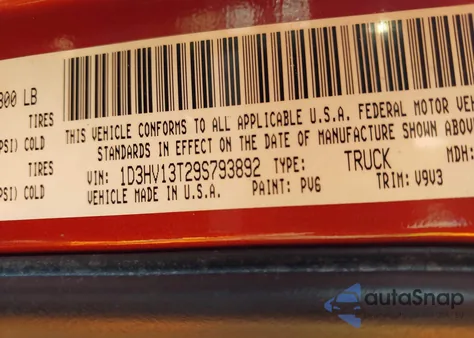 800 LB
TIRES
PSI) COLD
TIRES
PSI) COLD
THIS VEHICLE CONFORMS TO ALL APPLICABLE U.S.A. FEDERAL MOTOR VEH
STANDARDS IN EFFECT ON THE DATE OF MANUFACTURE SHOWN ABOVE
VIN: 1D3HV13T29S793892 TYPE: TRUCK MDH:
VEHICLE MADE IN U.S.A. PAINT: PV6 TRIM: V9V3
autoSnap